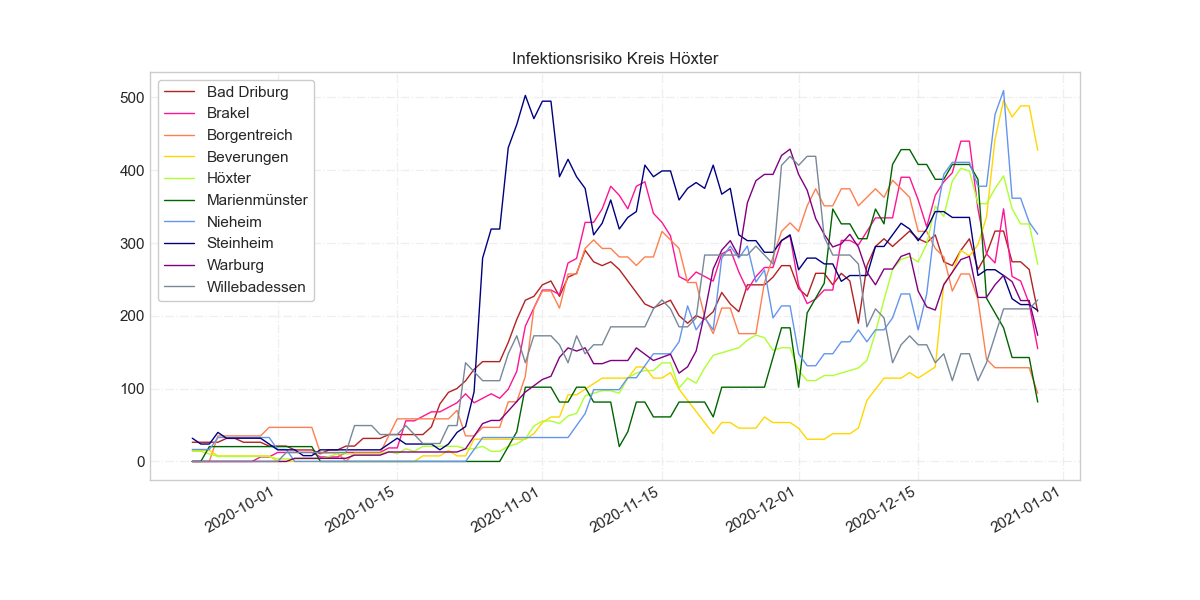 Infektionsrisiko Kreis Höxter
500
400
300
200
100
0
Bad Driburg
Brakel
Borgentreich
Beverungen
Höxter
Marienmünster
Nieheim
Steinheim
Warburg
Willebadessen
2020-10-01
2020-10-15
2020-11-01
2020-11-15
2020-12-01
2020-12-15
2021-01-01